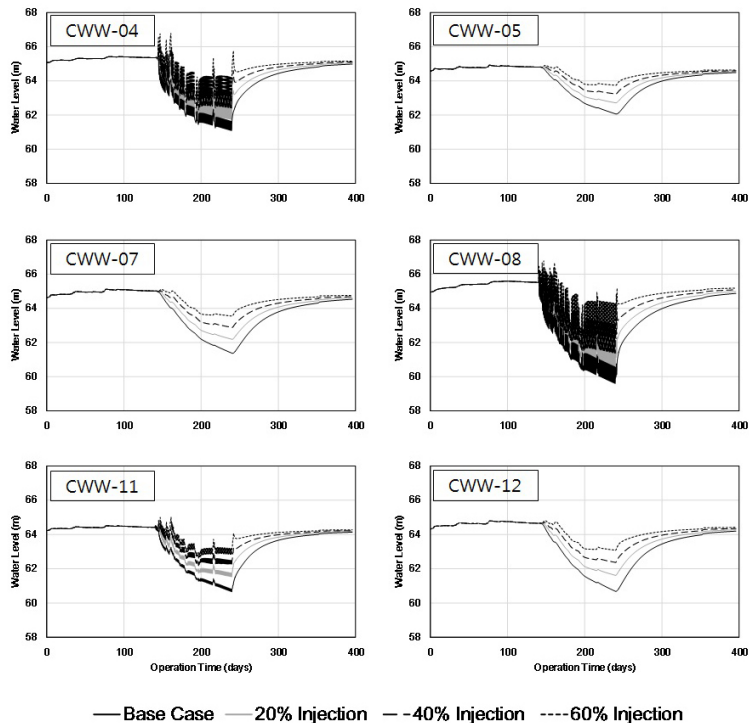 CWW-04
CWW-05
68
66
64
62
60
58
Water Level (m)
0 100 200 300 400
68
66
64
62
60
58
Water Level (m)
0 100 200 300 400
CWW-07
CWW-08
68
66
64
62
60
58
Water Level (m)
0 100 200 300 400
68
66
64
62
60
58
Water Level (m)
0 100 200 300 400
CWW-11
CWW-12
68
66
64
62
60
58
Water Level (m)
0 100 200 300 400
Operation Time (days)
68
66
64
62
60
58
Water Level (m)
0 100 200 300 400
Operation Time (days)
Base Case 20% Injection 40% Injection 60% Injection